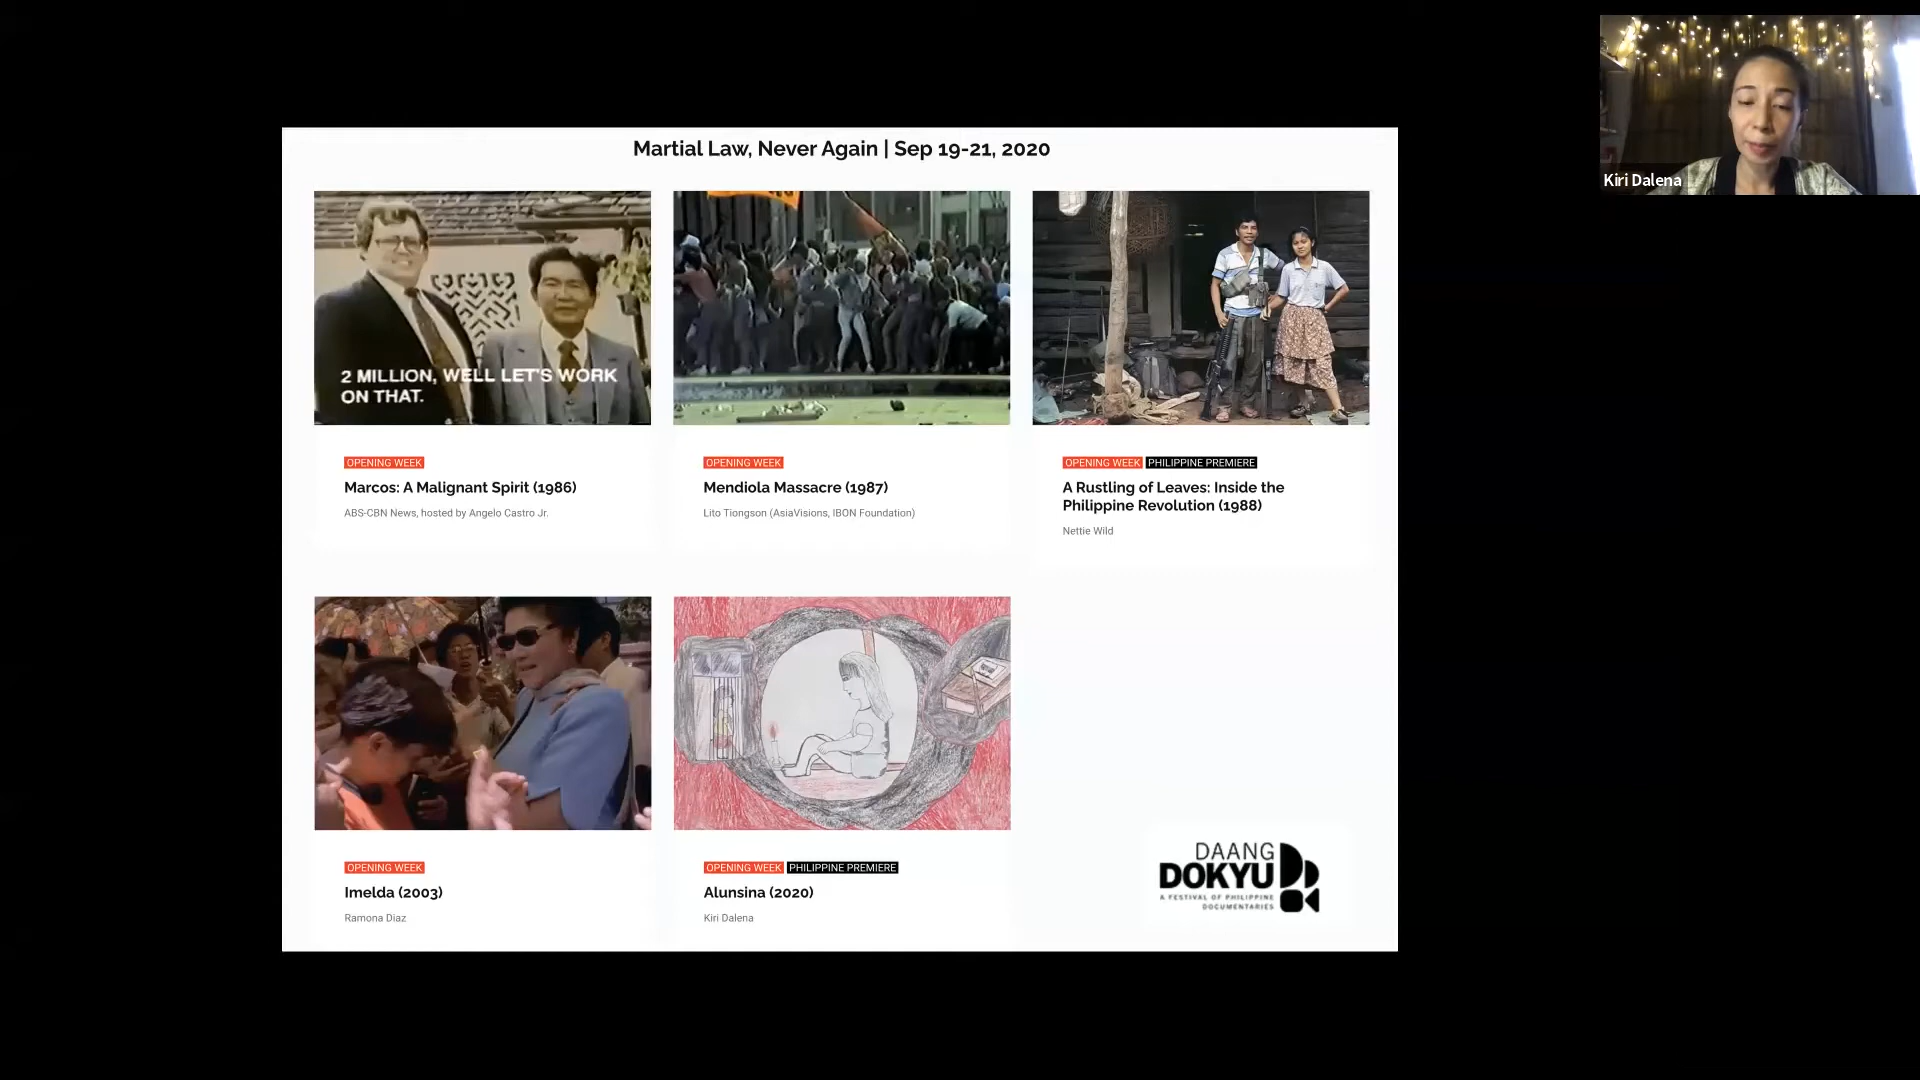 Kiri Dalena
Martial Law, Never Again | Sep 19-21, 2020
2 MILLION, WELL LET'S WORK
ON THAT.
OPENING WEEK
Marcos: A Malignant Spirit (1986)
ABS-CBN News, hosted by Angelo Castro Jr.
OPENING WEEK
Mendiola Massacre (1987)
Lito Tiongson (AsiaVisions, IBON Foundation)
OPENING WEEK PHILIPPINE PREMIERE
A Rustling of Leaves: Inside the
Philippine Revolution (1988)
Nettie Wild
OPENING WEEK
Imelda (2003)
Ramona Diaz
OPENING WEEK PHILIPPINE PREMIERE
Alunsina (2020)
Kiri Dalena
DAANG
DOKYU
A FESTIVAL OF PHILIPPINE
DOCUMENTARIES